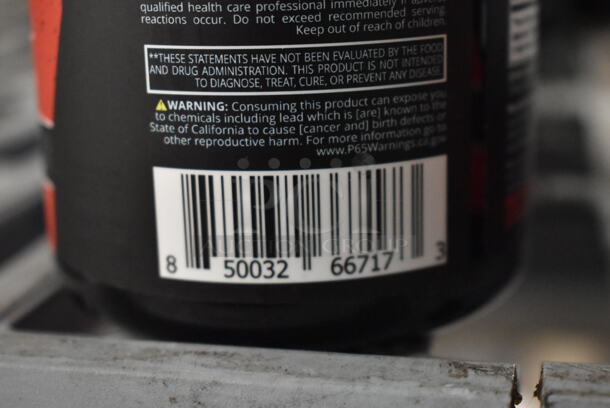 qualified health care professional immediately if adverse
reactions occur. Do not exceed recommended serving.
Keep out of reach of children.
**THESE STATEMENTS HAVE NOT BEEN EVALUATED BY THE FOOD
AND DRUG ADMINISTRATION. THIS PRODUCT IS NOT INTENDED
TO DIAGNOSE, TREAT, CURE, OR PREVENT ANY DISEASE
WARNING: Consuming this product can expose you
to chemicals including lead which is [are] known to the
State of California to cause [cancer and] birth defects or
other reproductive harm. For more information go to
www.P65Warnings.ca.gov
AUCTION GROUP
8 50032 66717 3